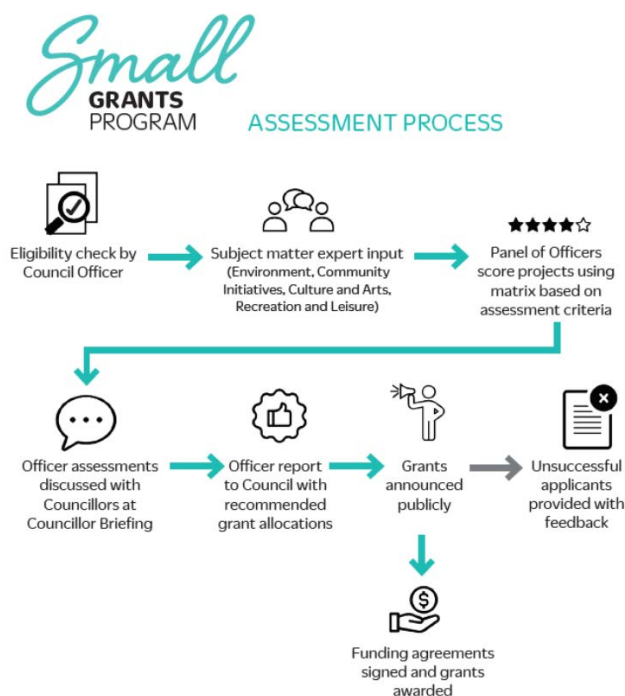 Small
GRANTS
PROGRAM
ASSESSMENT PROCESS
Eligibility check by
Council Officer
Subject matter expert input
(Environment, Community
Initiatives, Culture and Arts,
Recreation and Leisure)
Panel of Officers
score projects using
matrix based on
assessment criteria
Officer assessments
discussed with
Councillors at
Councillor Briefing
Officer report
to Council with
recommended
grant allocations
Grants
announced
publicly
Unsuccessful
applicants
provided with
feedback
$
Funding agreements
signed and grants
awarded